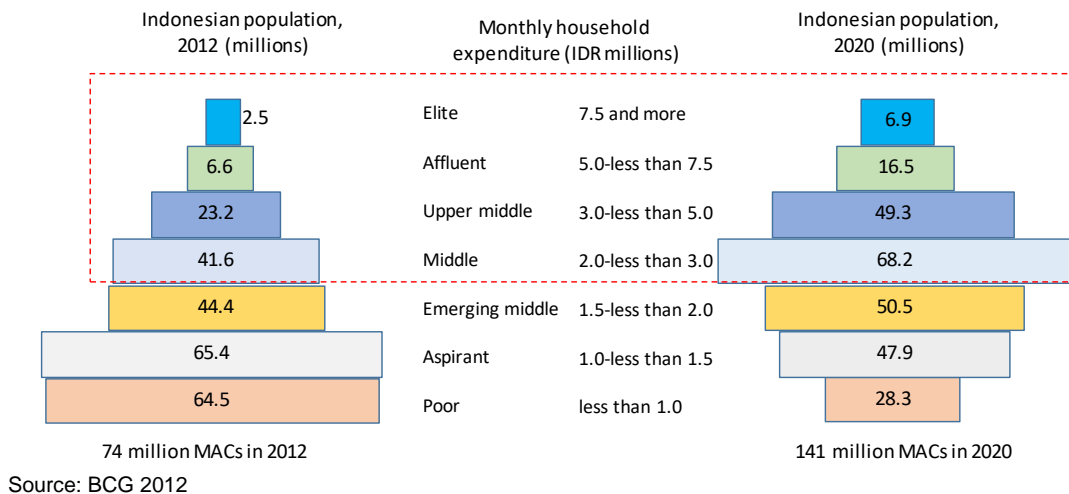 Indonesian population,
2012 (millions)
Monthly household
expenditure (IDR millions)
Indonesian population,
2020 (millions)
2.5 Elite 7.5 and more 6.9
6.6 Affluent 5.0-less than 7.5 16.5
23.2 Upper middle 3.0-less than 5.0 49.3
41.6 Middle 2.0-less than 3.0 68.2
44.4 Emerging middle 1.5-less than 2.0 50.5
65.4 Aspirant 1.0-less than 1.5 47.9
64.5 Poor less than 1.0 28.3
74 million MACs in 2012 141 million MACs in 2020
Source: BCG 2012